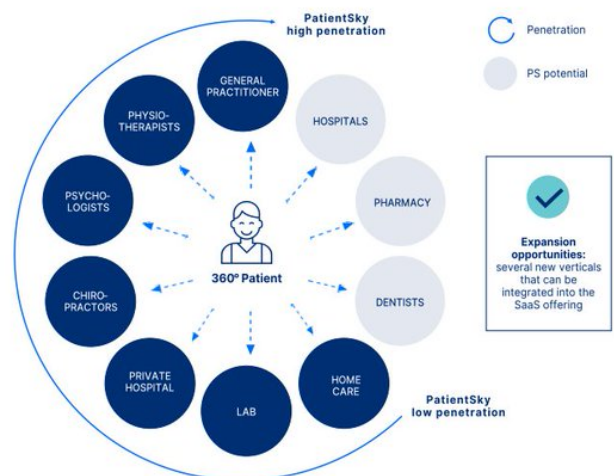 PatientSky
high penetration
Penetration
PS potential
GENERAL
PRACTITIONER
HOSPITALS
PHARMACY
DENTISTS
HOME
CARE
LAB
PRIVATE
HOSPITAL
CHIRO-
PRACTORS
PSYCHO-
LOGISTS
PHYSIO-
THERAPISTS
360° Patient
PatientSky
low penetration
Expansion
opportunities:
several new verticals
that can be
integrated into the
SaaS offering